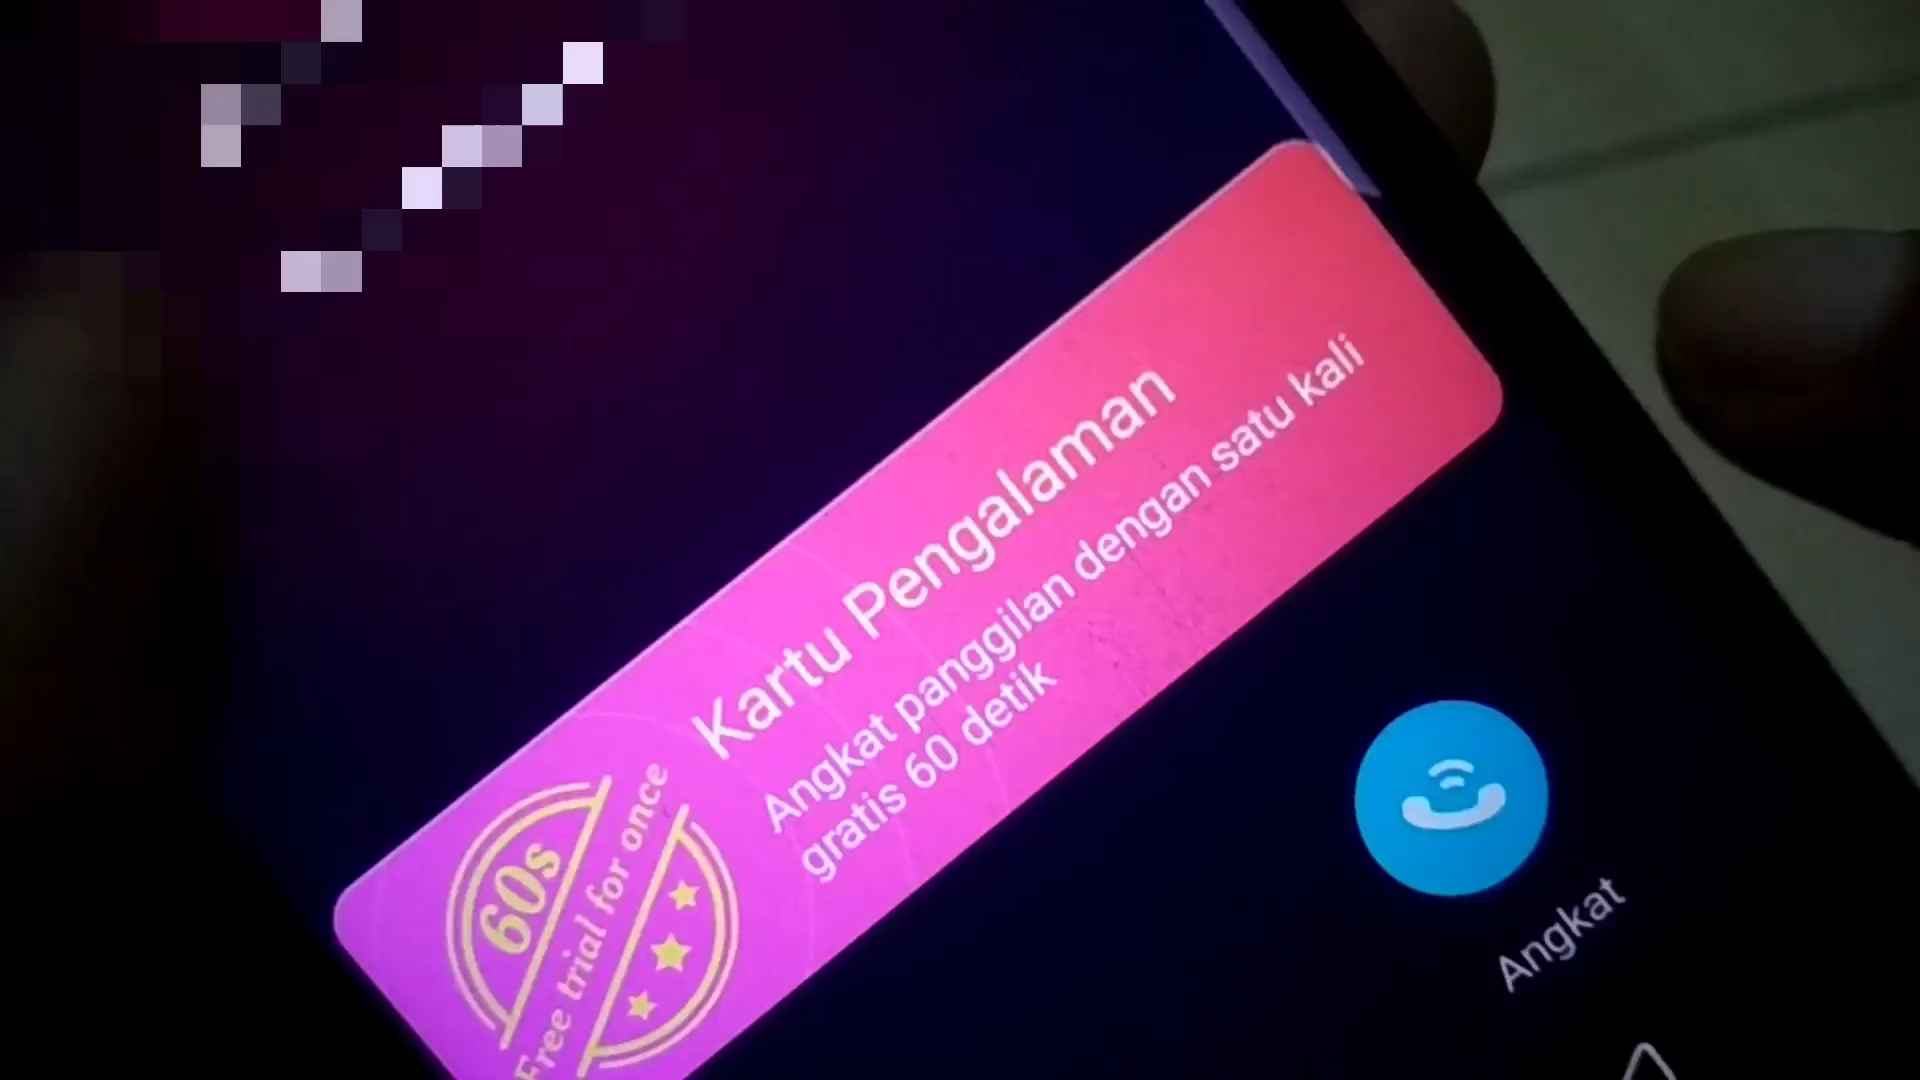 Kartu Pengalaman
Angkat panggilan dengan satu kali
gratis 60 detik
60s
Free trial for once
Angkat